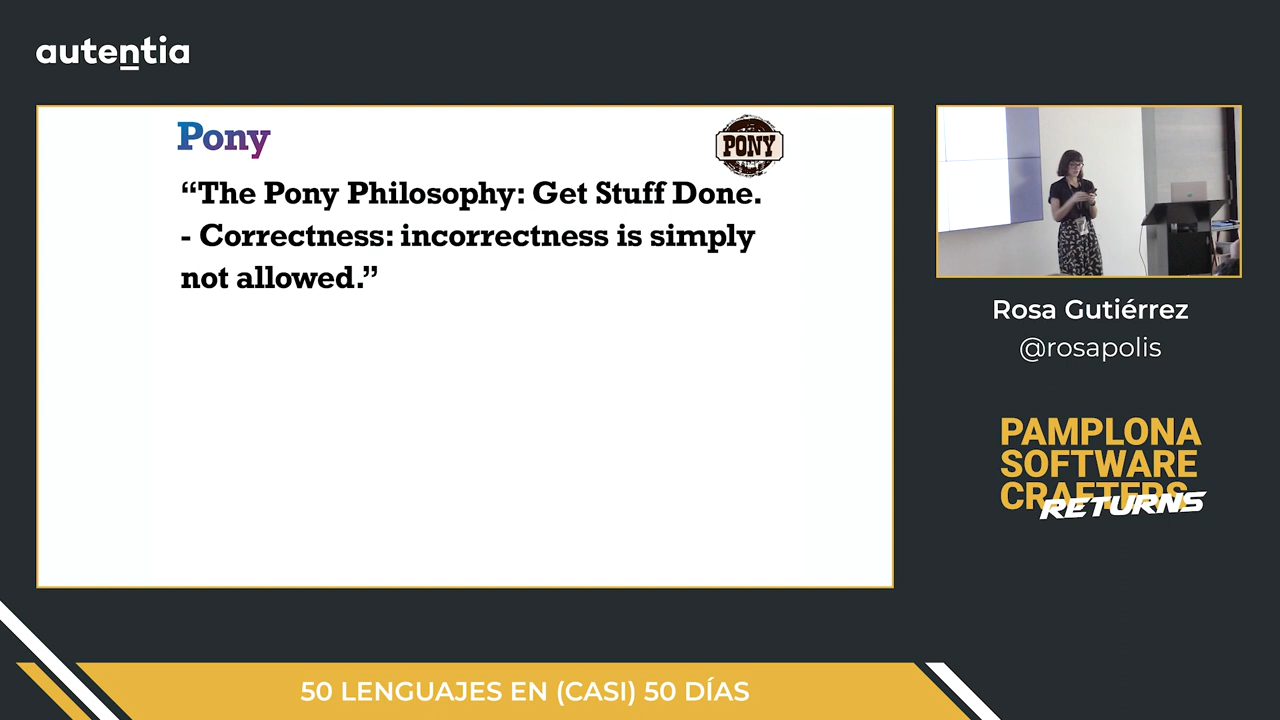 autentia
Pony
PONY
“The Pony Philosophy: Get Stuff Done.
- Correctness: incorrectness is simply
not allowed.”
Rosa Gutiérrez
@rosapolis
PAMPLONA
SOFTWARE
CRAFTERS
RETURNS
50 LENGUAJES EN (CASI) 50 DÍAS